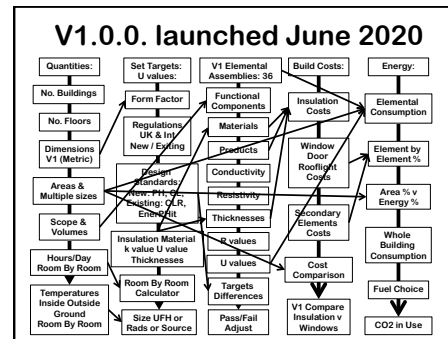 V1.0.0. launched June 2020
Quantities:
No. Buildings
No. Floors
Dimensions
V1 (Metric)
Areas &
Multiple sizes
Scope &
Volumes
Hours/Day
Room By Room
Temperatures
Inside Outside
Ground
Room By Room
Set Targets:
U values:
Form Factor
Regulations
UK & Int
New / Exiting
Design
Standards:
New: PH, CL,
Existing: CLR,
EnerPHit
Insulation Material
k value U value
Thicknesses
Room By Room
Calculator
Size UFH or
Rads or Source
V1 Elemental
Assemblies: 36
Functional
Components
Materials
Products
Conductivity
Resistivity
Thicknesses
R values
U values
Targets
Differences
Pass/Fail
Adjust
Build Costs:
Insulation
Costs
Window
Door
Rooflight
Costs
Secondary
Elements
Costs
Cost
Comparison
V1 Compare
Insulation v
Windows
Energy:
Elemental
Consumption
Element by
Element %
Area % v
Energy %
Whole
Building
Consumption
Fuel Choice
CO2 in Use